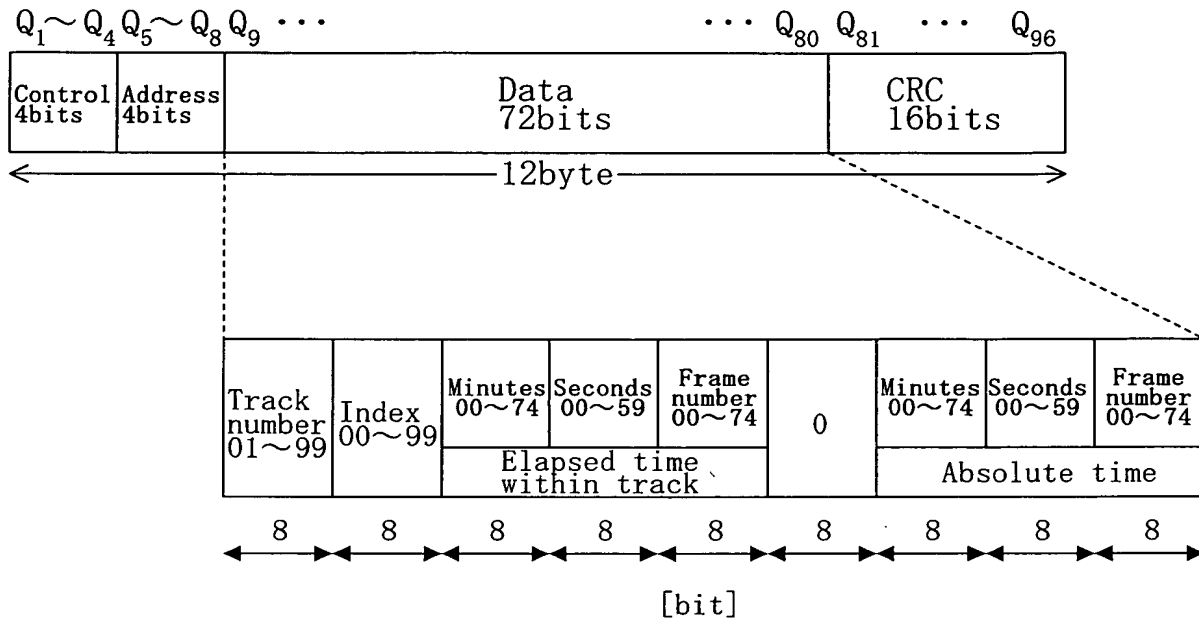 Q1～Q4 Q5～Q8 Q9 ··· ··· Q80 Q81 ··· Q96
Control
4bits
Address
4bits
Data
72bits
CRC
16bits
12byte
Track
number
01～99
Index
00～99
Minutes
00～74
Seconds
00～59
Frame
number
00～74
Elapsed time
within track
0
Minutes
00～74
Seconds
00～59
Frame
number
00～74
Absolute time
8 8 8 8 8 8 8 8 8
[bit]